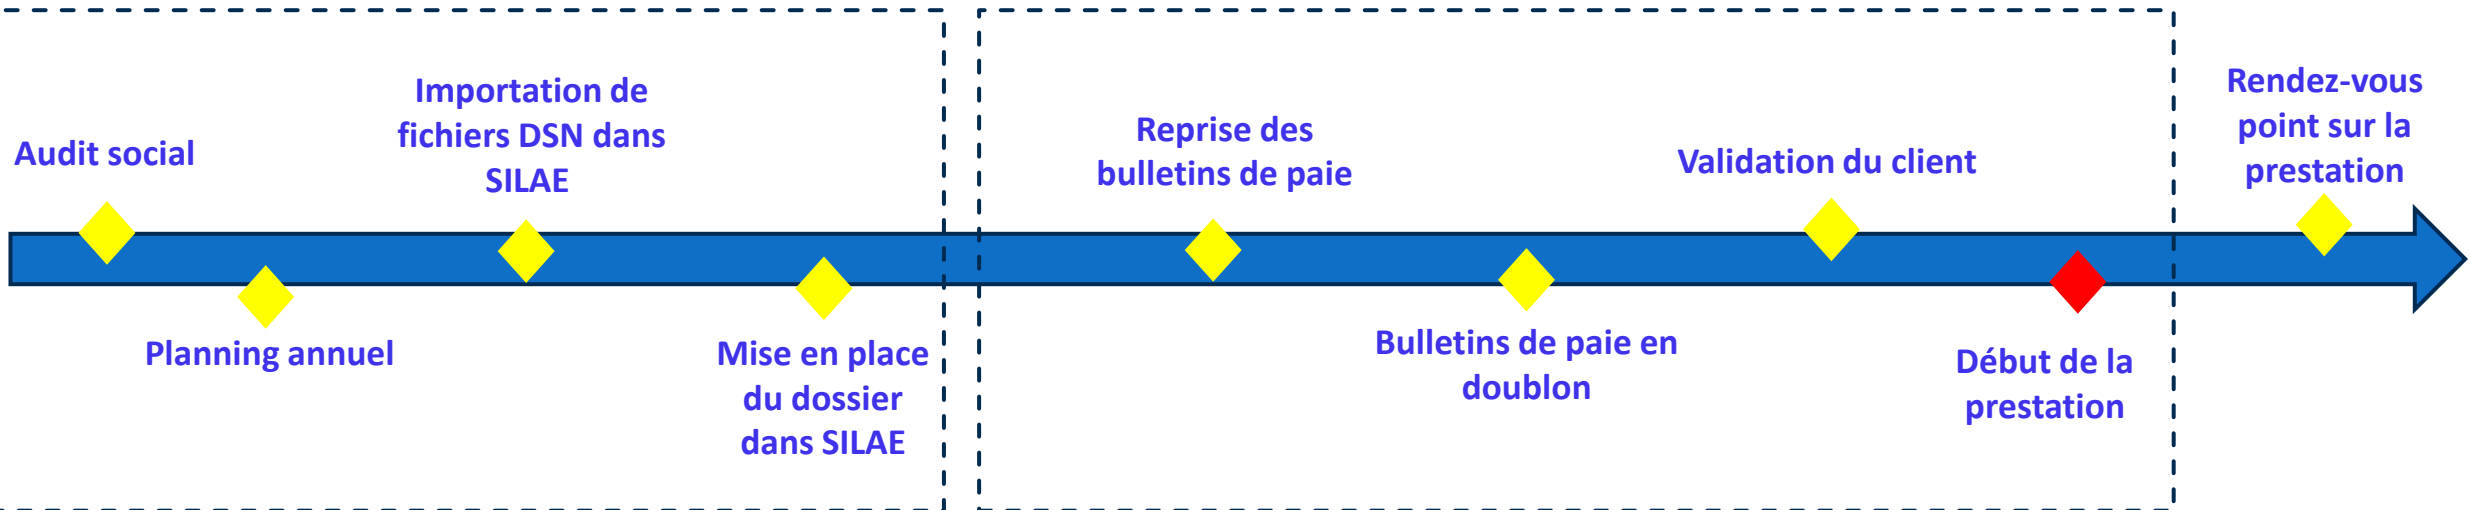 Audit social
Planning annuel
Importation de
fichiers DSN dans
SILAE
Mise en place
du dossier
dans SILAE
Reprise des
bulletins de paie
Bulletins de paie en
doublon
Validation du client
Début de la
prestation
Rendez-vous
point sur la
prestation